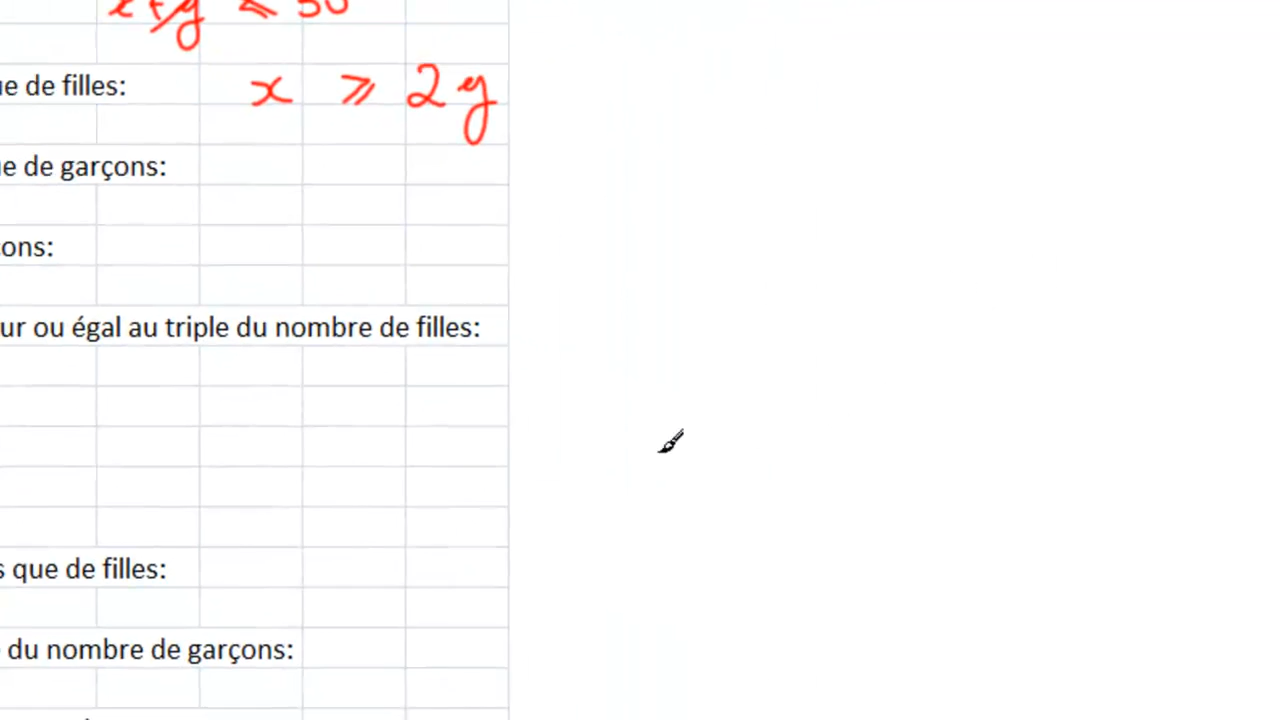 x + y ⩽ 30
ue de filles: x ⩾ 2y
ue de garçons:
ons:
ur ou égal au triple du nombre de filles:
s que de filles:
du nombre de garçons: